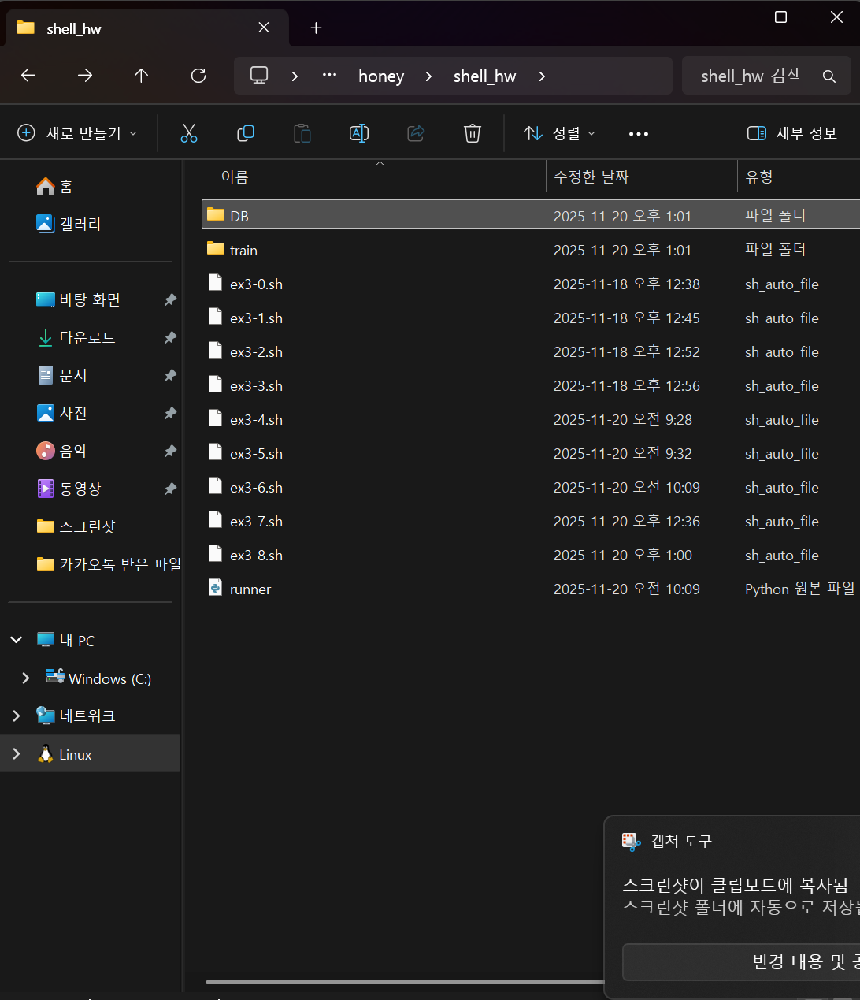 shell_hw
honey
shell_hw
shell_hw 검색
새로 만들기
정렬
세부 정보
홈
갤러리
바탕 화면
다운로드
문서
사진
음악
동영상
스크린샷
카카오톡 받은 파일
내 PC
Windows (C:)
네트워크
Linux
이름 수정한 날짜 유형
DB 2025-11-20 오후 1:01 파일 폴더
train 2025-11-20 오후 1:01 파일 폴더
ex3-0.sh 2025-11-18 오후 12:38 sh_auto_file
ex3-1.sh 2025-11-18 오후 12:45 sh_auto_file
ex3-2.sh 2025-11-18 오후 12:52 sh_auto_file
ex3-3.sh 2025-11-18 오후 12:56 sh_auto_file
ex3-4.sh 2025-11-20 오전 9:28 sh_auto_file
ex3-5.sh 2025-11-20 오전 9:32 sh_auto_file
ex3-6.sh 2025-11-20 오전 10:09 sh_auto_file
ex3-7.sh 2025-11-20 오후 12:36 sh_auto_file
ex3-8.sh 2025-11-20 오후 1:00 sh_auto_file
runner 2025-11-20 오전 10:09 Python 원본 파일
캡처 도구
스크린샷이 클립보드에 복사됨
스크린샷 폴더에 자동으로
변경 내용 및